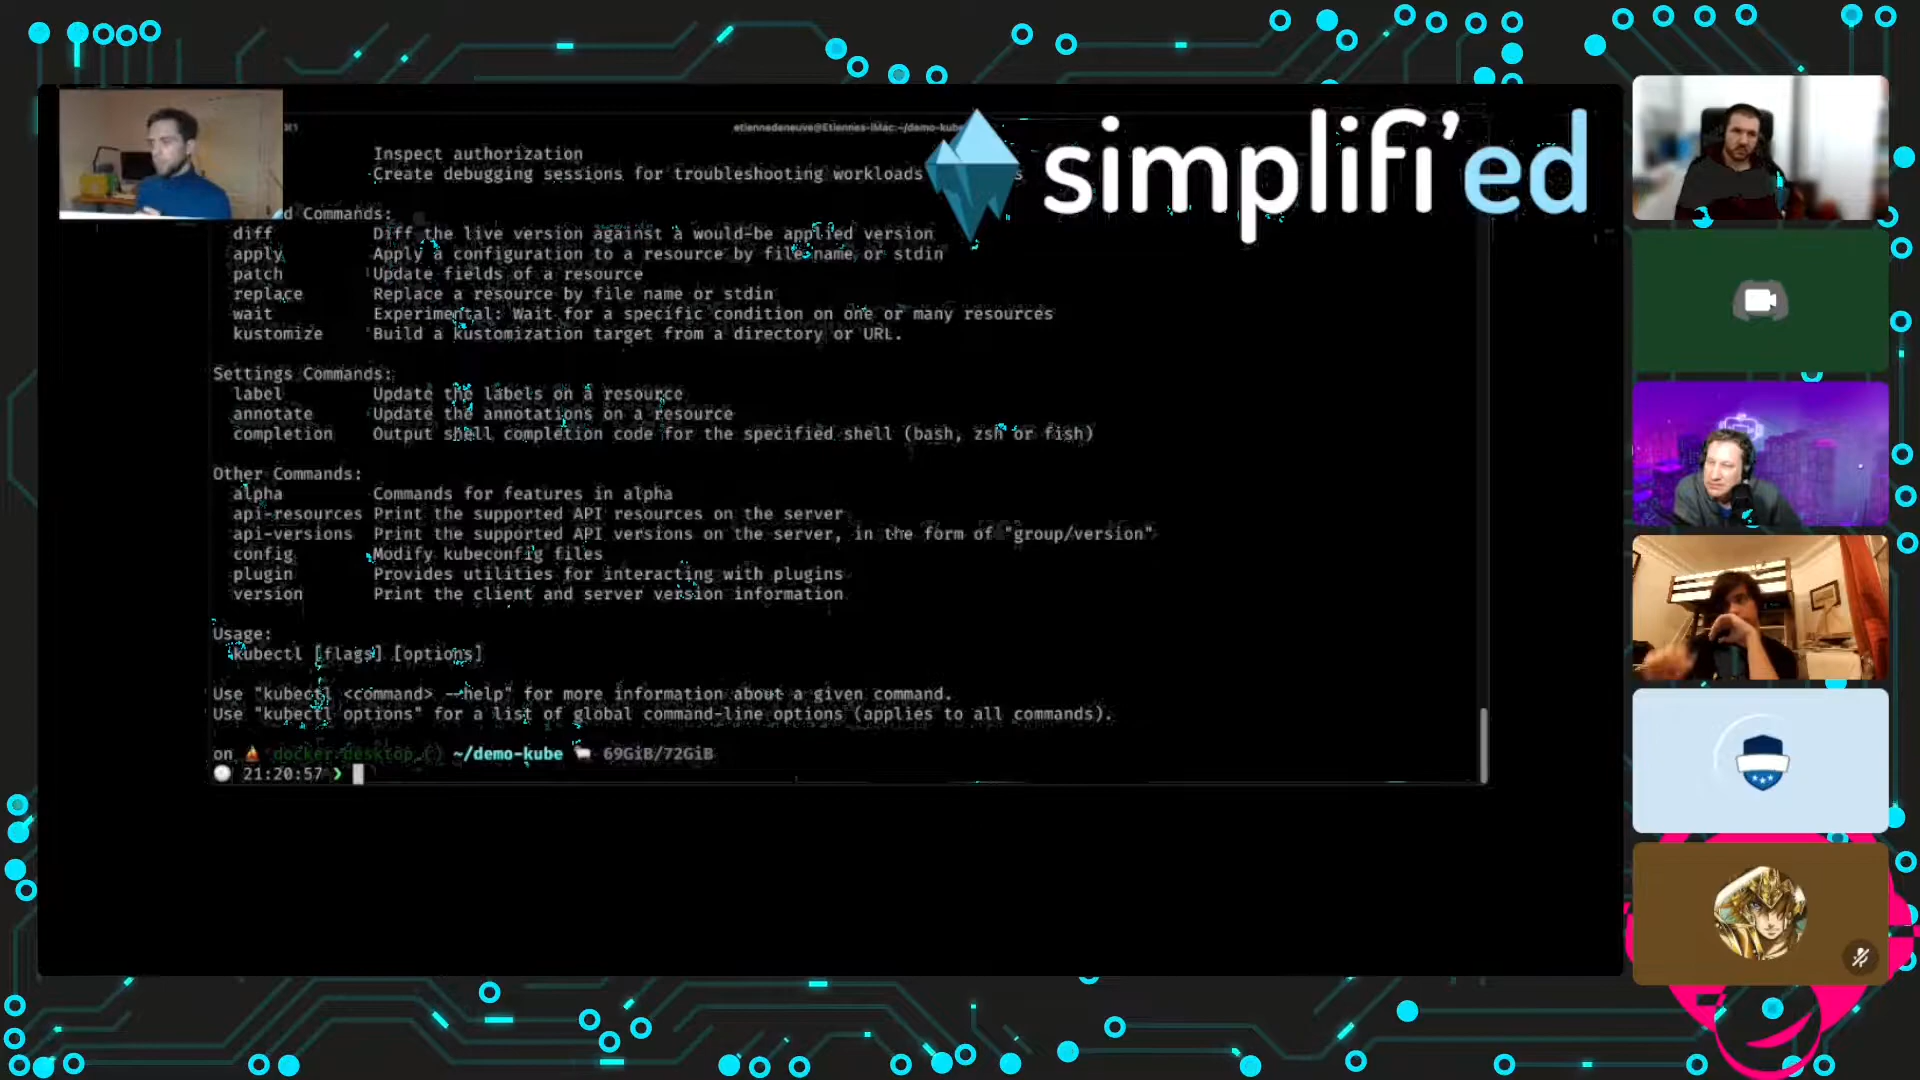 etiennedeneuve@Etiennes-iMac:~/demo-kube
simplifi'ed
Inspect authorization
Create debugging sessions for troubleshooting workloads
d Commands:
diff Diff the live version against a would-be applied version
apply Apply a configuration to a resource by file name or stdin
patch Update fields of a resource
replace Replace a resource by file name or stdin
wait Experimental: Wait for a specific condition on one or many resources
kustomize Build a kustomization target from a directory or URL.
Settings Commands:
label Update the labels on a resource
annotate Update the annotations on a resource
completion Output shell completion code for the specified shell (bash, zsh or fish)
Other Commands:
alpha Commands for features in alpha
api-resources Print the supported API resources on the server
api-versions Print the supported API versions on the server, in the form of "group/version"
config Modify kubeconfig files
plugin Provides utilities for interacting with plugins
version Print the client and server version information
Usage:
kubectl [flags] [options]
Use "kubectl <command> --help" for more information about a given command.
Use "kubectl options" for a list of global command-line options (applies to all commands).
on docker-desktop () ~/demo-kube 69GiB/72GiB
21:20:57 ❯